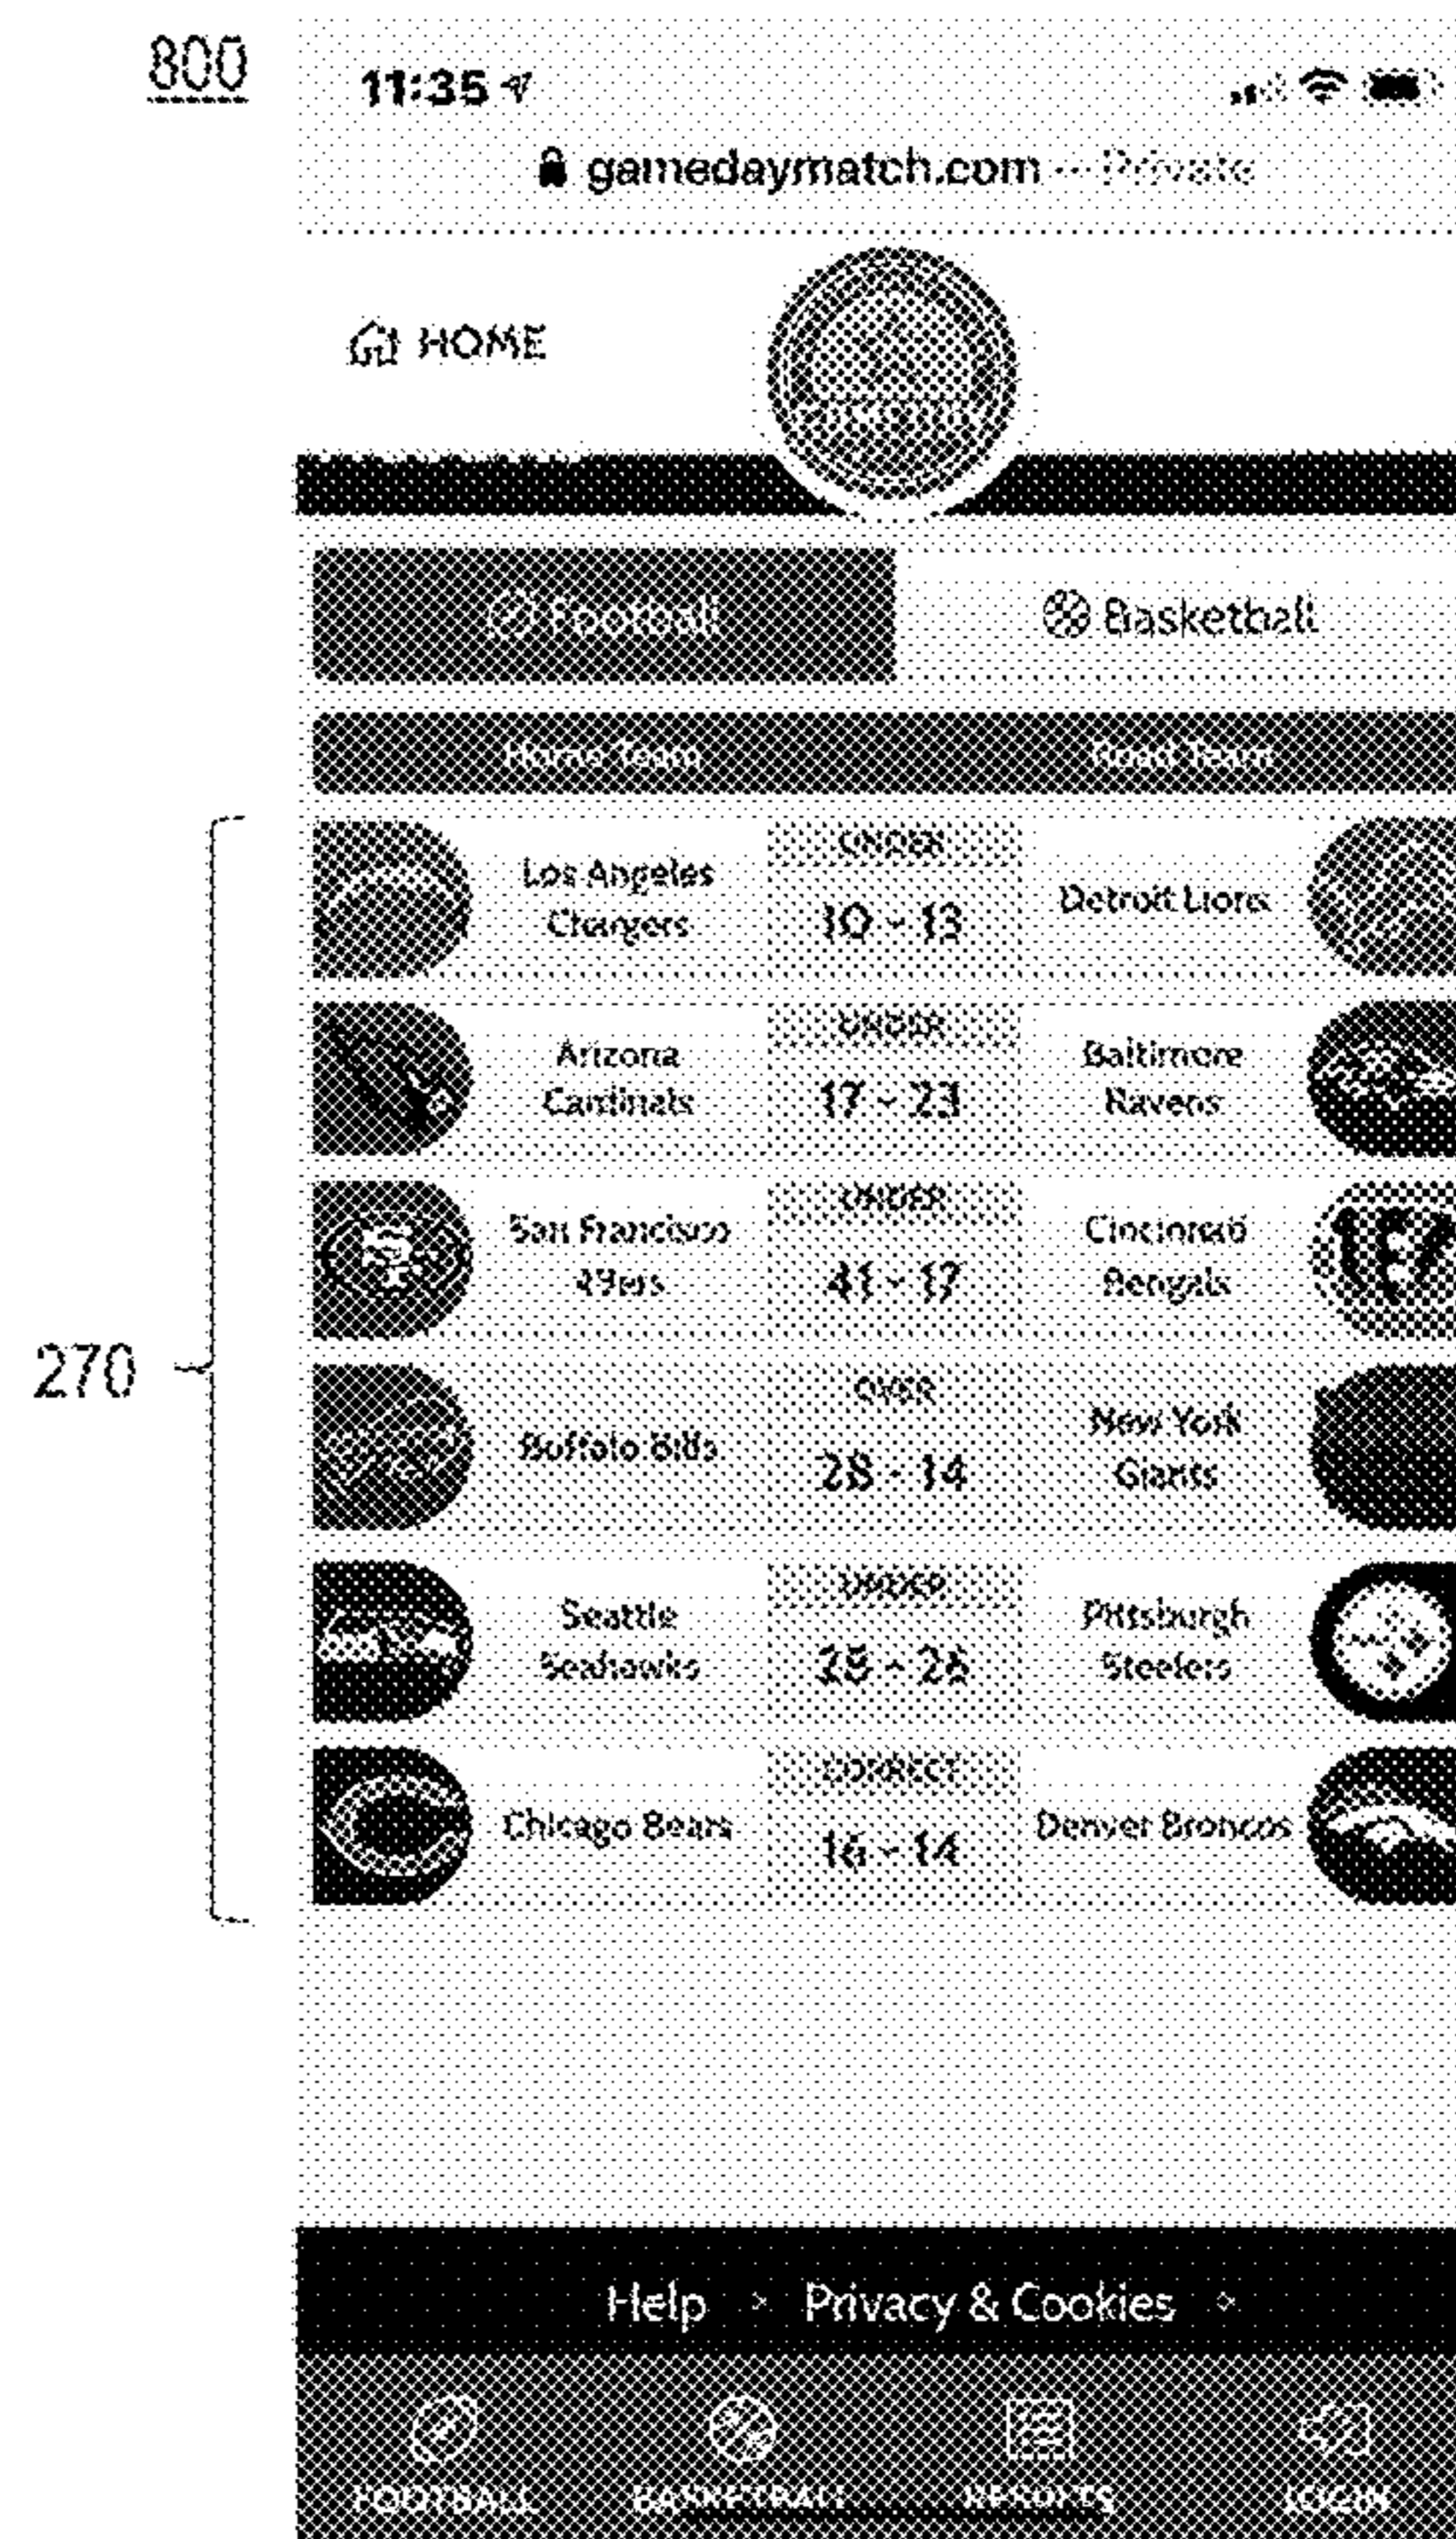 800
11:35
gamedaymatch.com — Private
HOME
Football
Basketball
Home Team
Road Team
Los Angeles
Chargers
UNDER
10 - 13
Detroit Lions
Arizona
Cardinals
UNDER
17 - 23
Baltimore
Ravens
San Francisco
49ers
UNDER
41 - 17
Cincinnati
Bengals
270
Buffalo Bills
OVER
28 - 14
New York
Giants
Seattle
Seahawks
UNDER
Pittsburgh
Steelers
Chicago Bears
CORRECT
16 - 14
Denver Broncos
Help
Privacy & Cookies
FOOTBALL
BASKETBALL
RESULTS
LOGIN